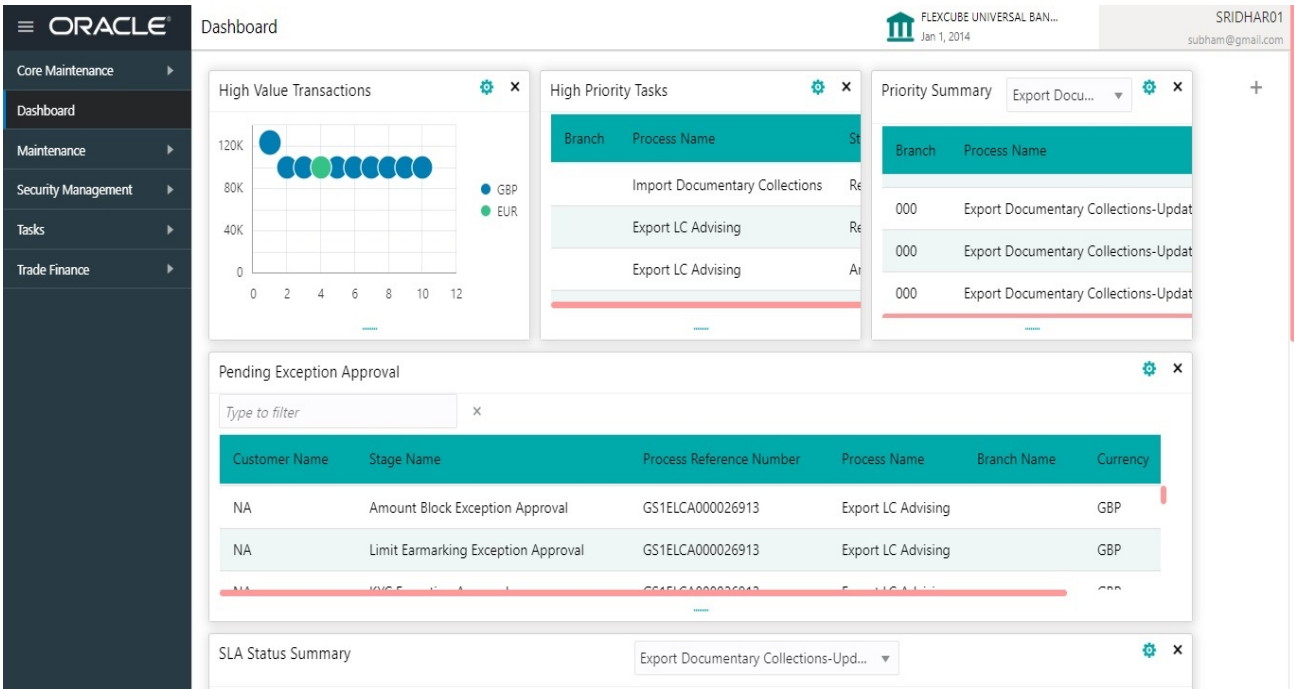 ORACLE
Dashboard
FLEXCUBE UNIVERSAL BAN...
Jan 1, 2014
SRIDHAR01
subham@gmail.com
Core Maintenance
Dashboard
Maintenance
Security Management
Tasks
Trade Finance
High Value Transactions
120K
80K
40K
0
0 2 4 6 8 10 12
GBP
EUR
High Priority Tasks
Branch Process Name St
Import Documentary Collections Re
Export LC Advising Re
Export LC Advising Ar
Priority Summary Export Docu...
Branch Process Name
000 Export Documentary Collections-Updat
000 Export Documentary Collections-Updat
000 Export Documentary Collections-Updat
Pending Exception Approval
Type to filter
Customer Name Stage Name Process Reference Number Process Name Branch Name Currency
NA Amount Block Exception Approval GS1ELCA000026913 Export LC Advising GBP
NA Limit Earmarking Exception Approval GS1ELCA000026913 Export LC Advising GBP
SLA Status Summary Export Documentary Collections-Upd...